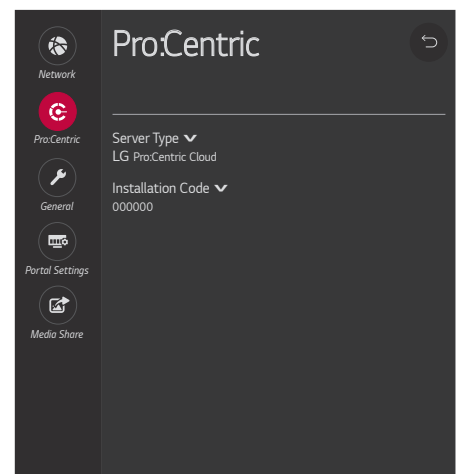 Pro:Centric
Network
Pro:Centric
General
Portal Settings
Media Share
Server Type
LG Pro:Centric Cloud
Installation Code
000000